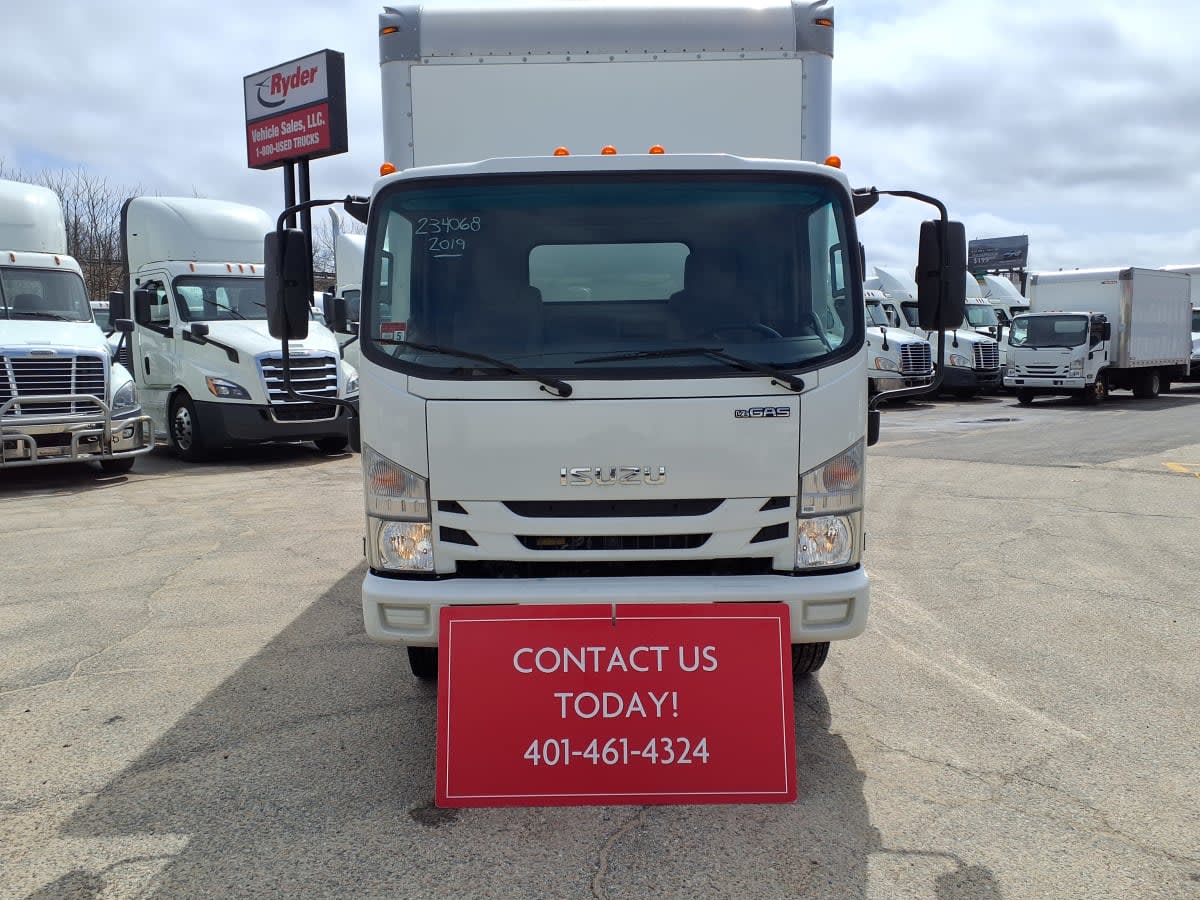 Ryder
Vehicle Sales, LLC.
1-800-USED TRUCKS
234068
2019
5
V8 GAS
ISUZU
CONTACT US
TODAY!
401-461-4324